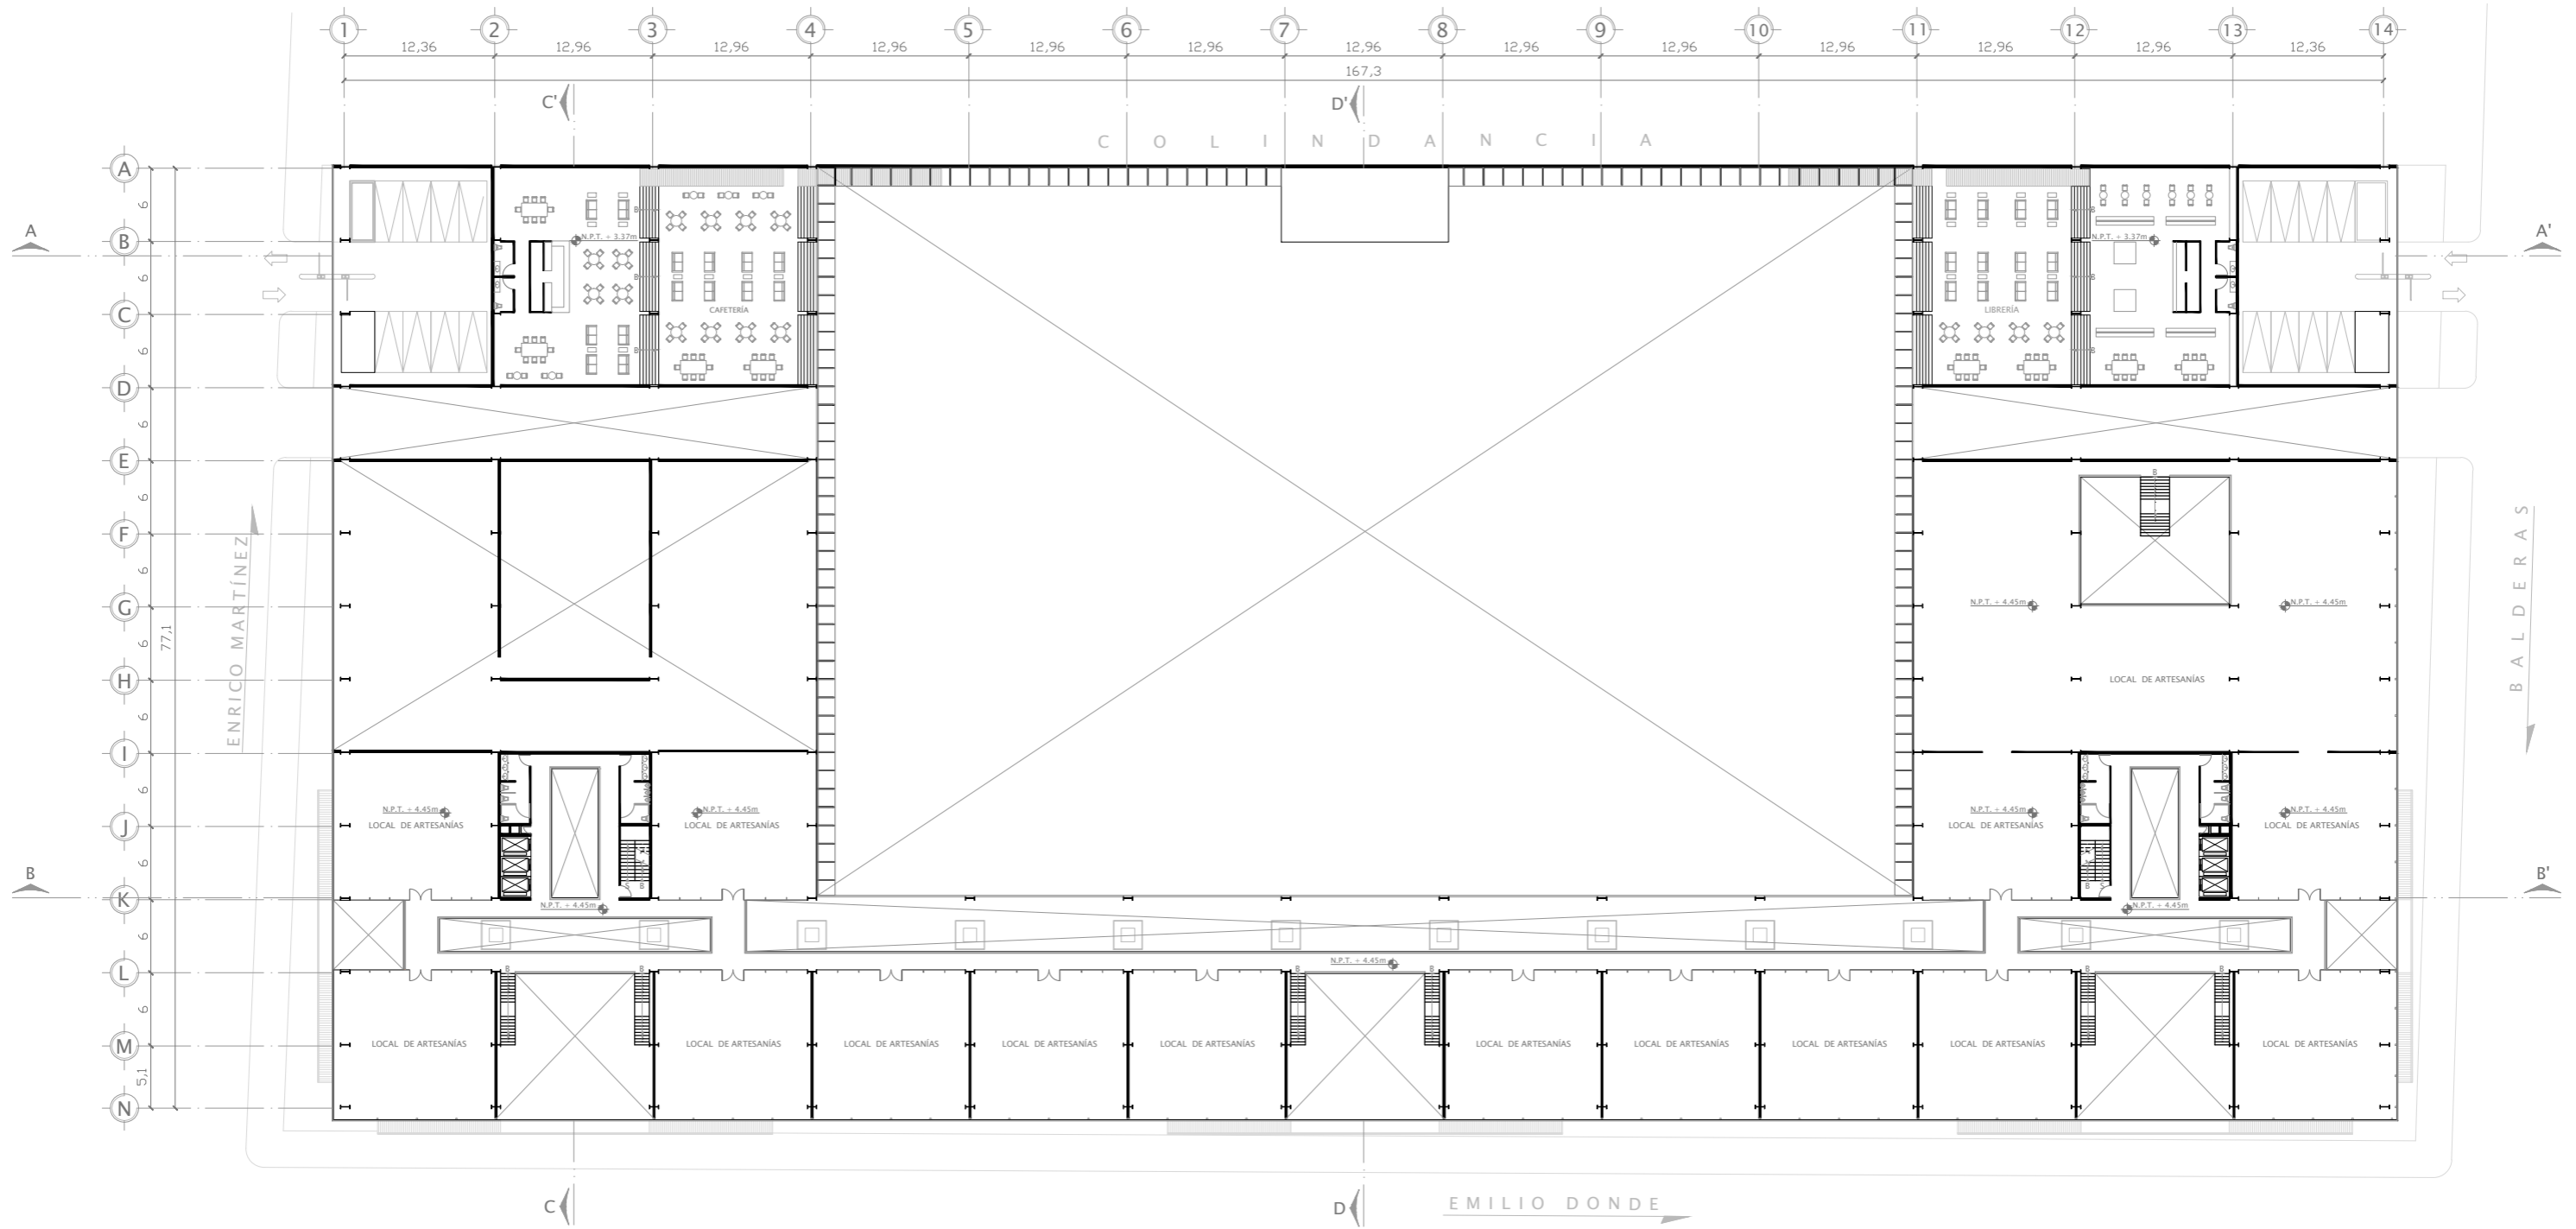 1 2 3 4 5 6 7 8 9 10 11 12 13 14
12,36 12,96 12,96 12,96 12,96 12,96 12,96 12,96 12,96 12,96 12,96 12,96 12,36
167,3
C' D'
COLINDANCIA
A
B
C
D
E
F
G
H
I
J
K
L
M
N
6
6
6
6
6
6
6
6
6
6
6
6
5,1
77,1
A A'
B B'
N.P.T. + 3.37m
CAFETERÍA
N.P.T. + 3.37m
LIBRERÍA
B
B
B
B
B
B
B
ENRICO MARTÍNEZ
BALDERAS
N.P.T. + 4.45m N.P.T. + 4.45m
LOCAL DE ARTESANÍAS
N.P.T. + 4.45m N.P.T. + 4.45m N.P.T. + 4.45m N.P.T. + 4.45m
LOCAL DE ARTESANÍAS LOCAL DE ARTESANÍAS LOCAL DE ARTESANÍAS LOCAL DE ARTESANÍAS
S B B S
N.P.T. + 4.45m N.P.T. + 4.45m
N.P.T. + 4.45m
B B B B B B
LOCAL DE ARTESANÍAS LOCAL DE ARTESANÍAS LOCAL DE ARTESANÍAS LOCAL DE ARTESANÍAS LOCAL DE ARTESANÍAS LOCAL DE ARTESANÍAS LOCAL DE ARTESANÍAS LOCAL DE ARTESANÍAS LOCAL DE ARTESANÍAS LOCAL DE ARTESANÍAS
C D
EMILIO DONDE